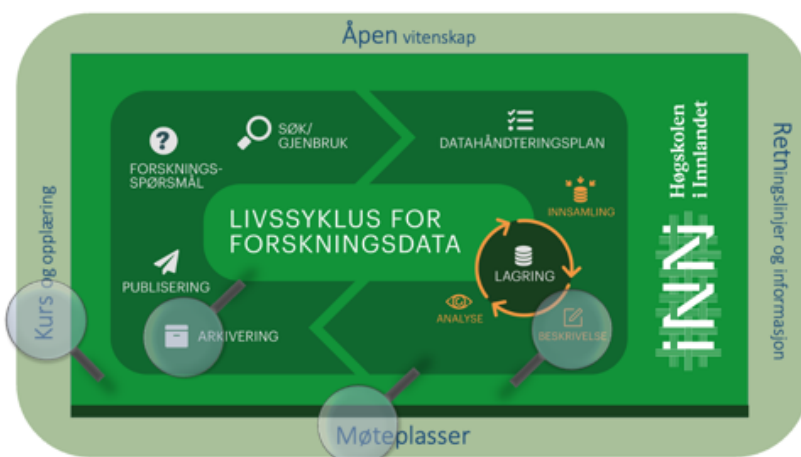 Åpen vitenskap
SØK/
GJENBRUK
FORSKNINGS-
SPØRSMÅL
DATAHÅNDTERINGSPLAN
INNSAMLING
LIVSSYKLUS FOR
FORSKNINGSDATA
LAGRING
PUBLISERING
ANALYSE
ARKIVERING
BESKRIVELSE
Høgskolen
i Innlandet
INN
Kurs og opplæring
Retningslinjer og informasjon
Møteplasser